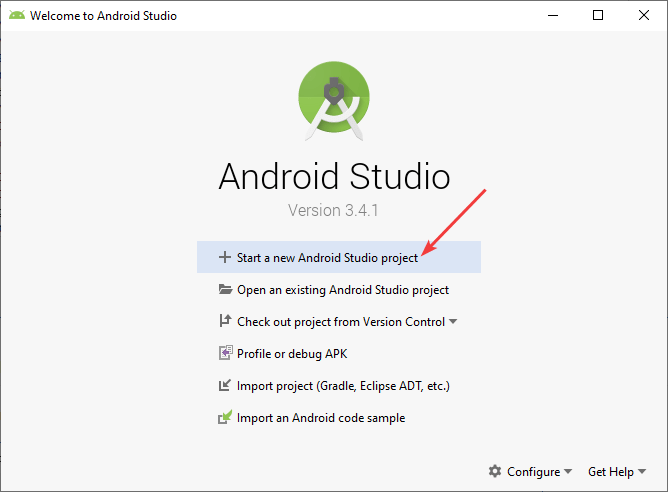 Welcome to Android Studio
Android Studio
Version 3.4.1
Start a new Android Studio project
Open an existing Android Studio project
Check out project from Version Control
Profile or debug APK
Import project (Gradle, Eclipse ADT, etc.)
Import an Android code sample
Configure Get Help